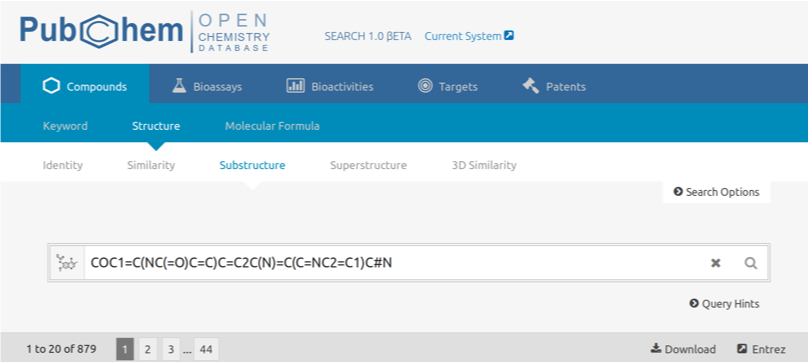 PubChem OPEN CHEMISTRY DATABASE SEARCH 1.0 βETA Current System
Compounds Bioassays Bioactivities Targets Patents
Keyword Structure Molecular Formula
Identity Similarity Substructure Superstructure 3D Similarity
Search Options
COC1=C(NC(=O)C=C)C=C2C(N)=C(C=NC2=C1)C#N
Query Hints
1 to 20 of 879 1 2 3 ... 44 Download Entrez